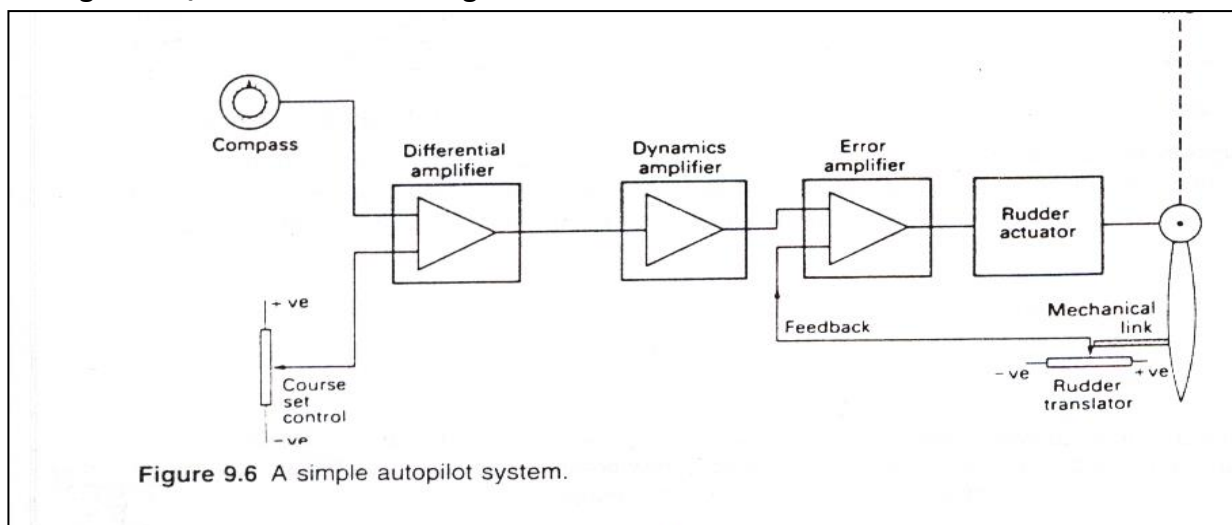 Compass
Differential
amplifier
Dynamics
amplifier
Error
amplifier
Rudder
actuator
+ ve
Course
set
control
-ve
Feedback
Mechanical
link
- ve
+ve
Rudder
translator
Figure 9.6 A simple autopilot system.